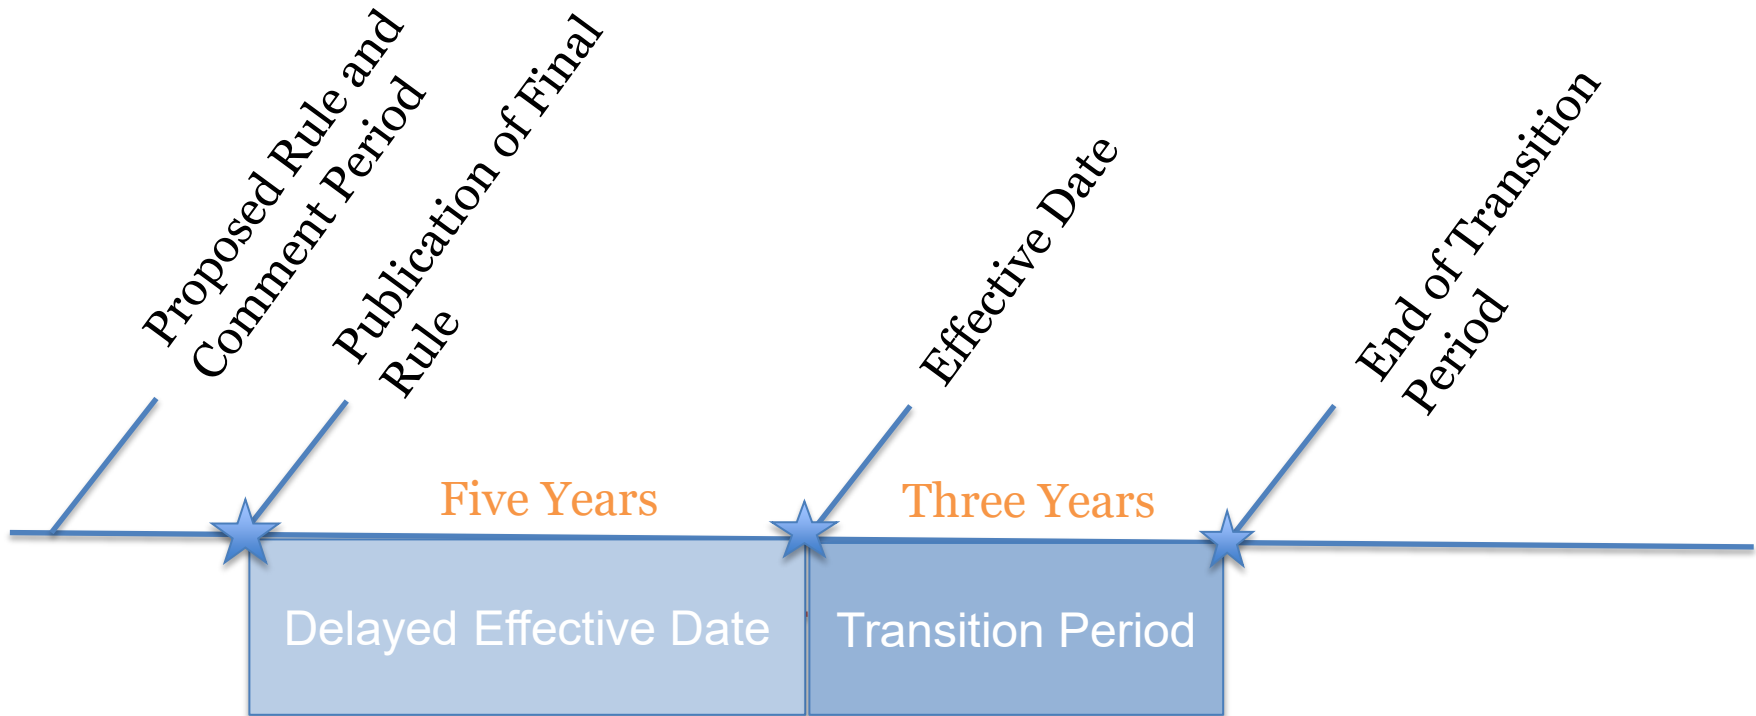 Proposed Rule and
Comment Period
Publication of Final
Rule
Effective Date
End of Transition
Period
Five Years
Three Years
Delayed Effective Date
Transition Period